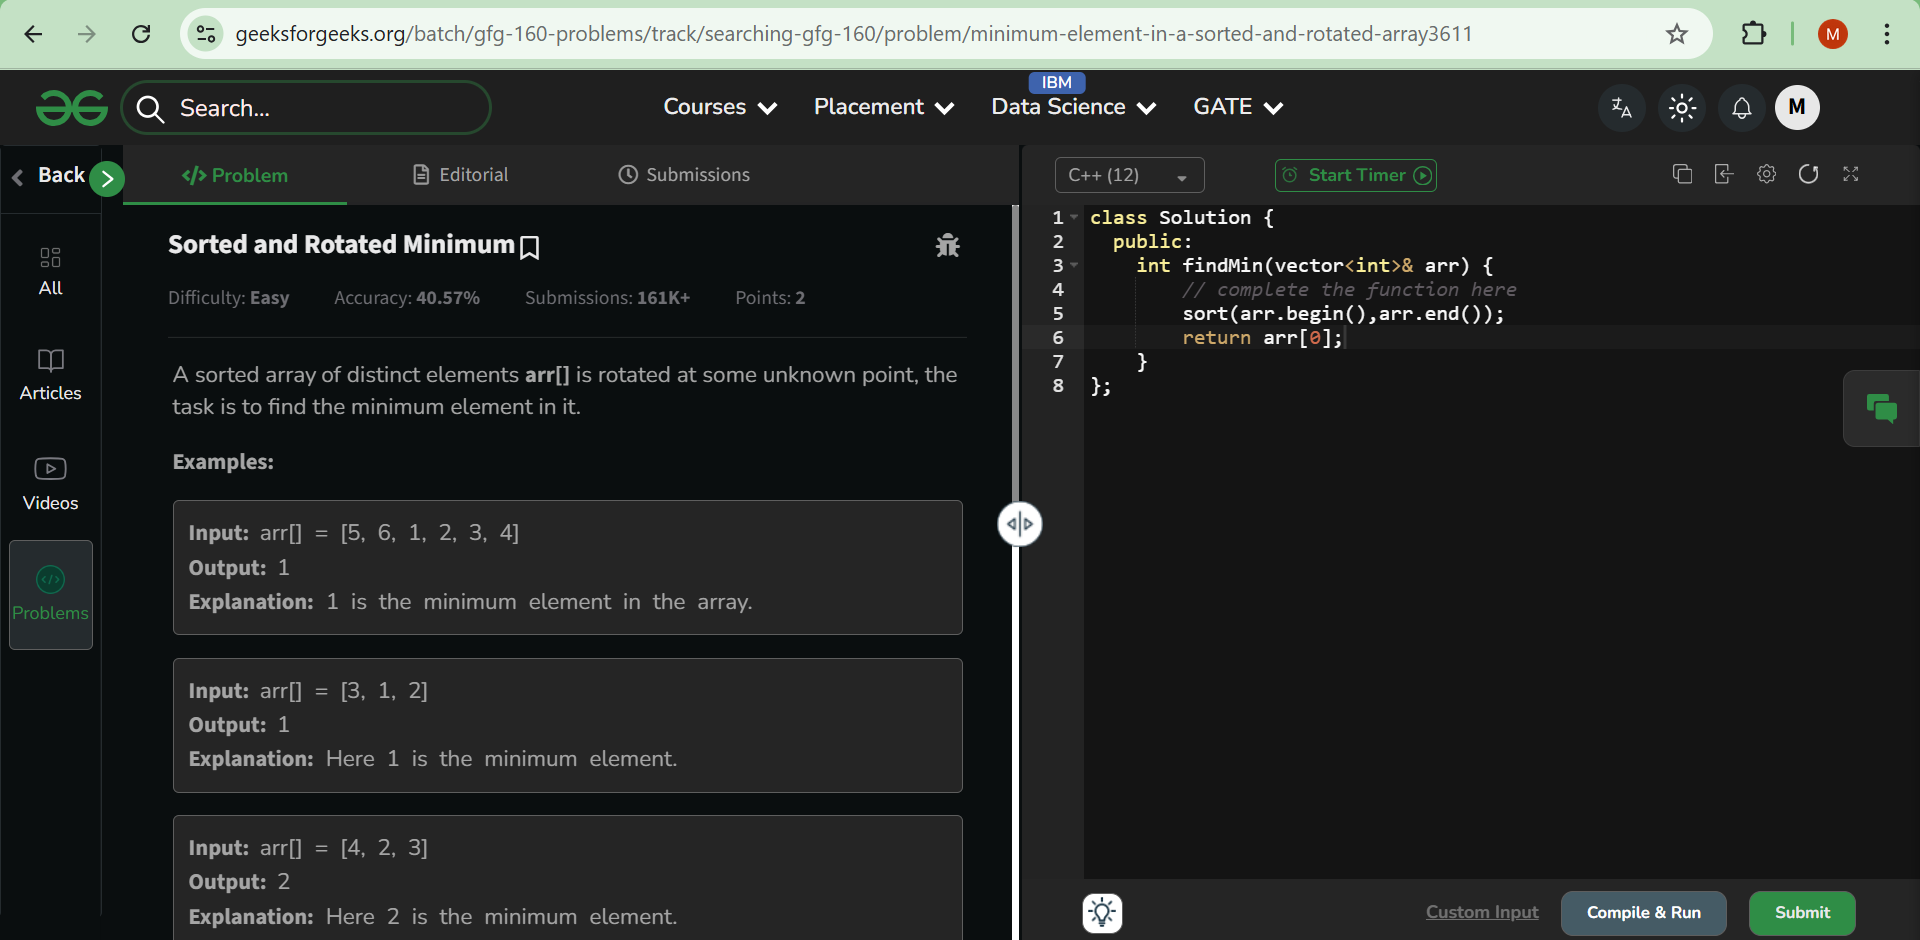 geeksforgeeks.org/batch/gfg-160-problems/track/searching-gfg-160/problem/minimum-element-in-a-sorted-and-rotated-array3611
M
Search...
Courses
Placement
IBM
Data Science
GATE
M
Back
</> Problem
Editorial
Submissions
C++ (12)
Start Timer
All
Articles
Videos
</>
Problems
Sorted and Rotated Minimum
Difficulty: Easy Accuracy: 40.57% Submissions: 161K+ Points: 2
A sorted array of distinct elements arr[] is rotated at some unknown point, the
task is to find the minimum element in it.
Examples:
Input: arr[] = [5, 6, 1, 2, 3, 4]
Output: 1
Explanation: 1 is the minimum element in the array.
Input: arr[] = [3, 1, 2]
Output: 1
Explanation: Here 1 is the minimum element.
Input: arr[] = [4, 2, 3]
Output: 2
Explanation: Here 2 is the minimum element.
1 class Solution {
2 public:
3 int findMin(vector<int>& arr) {
4 // complete the function here
5 sort(arr.begin(),arr.end());
6 return arr[0];
7 }
8 };
Custom Input
Compile & Run
Submit